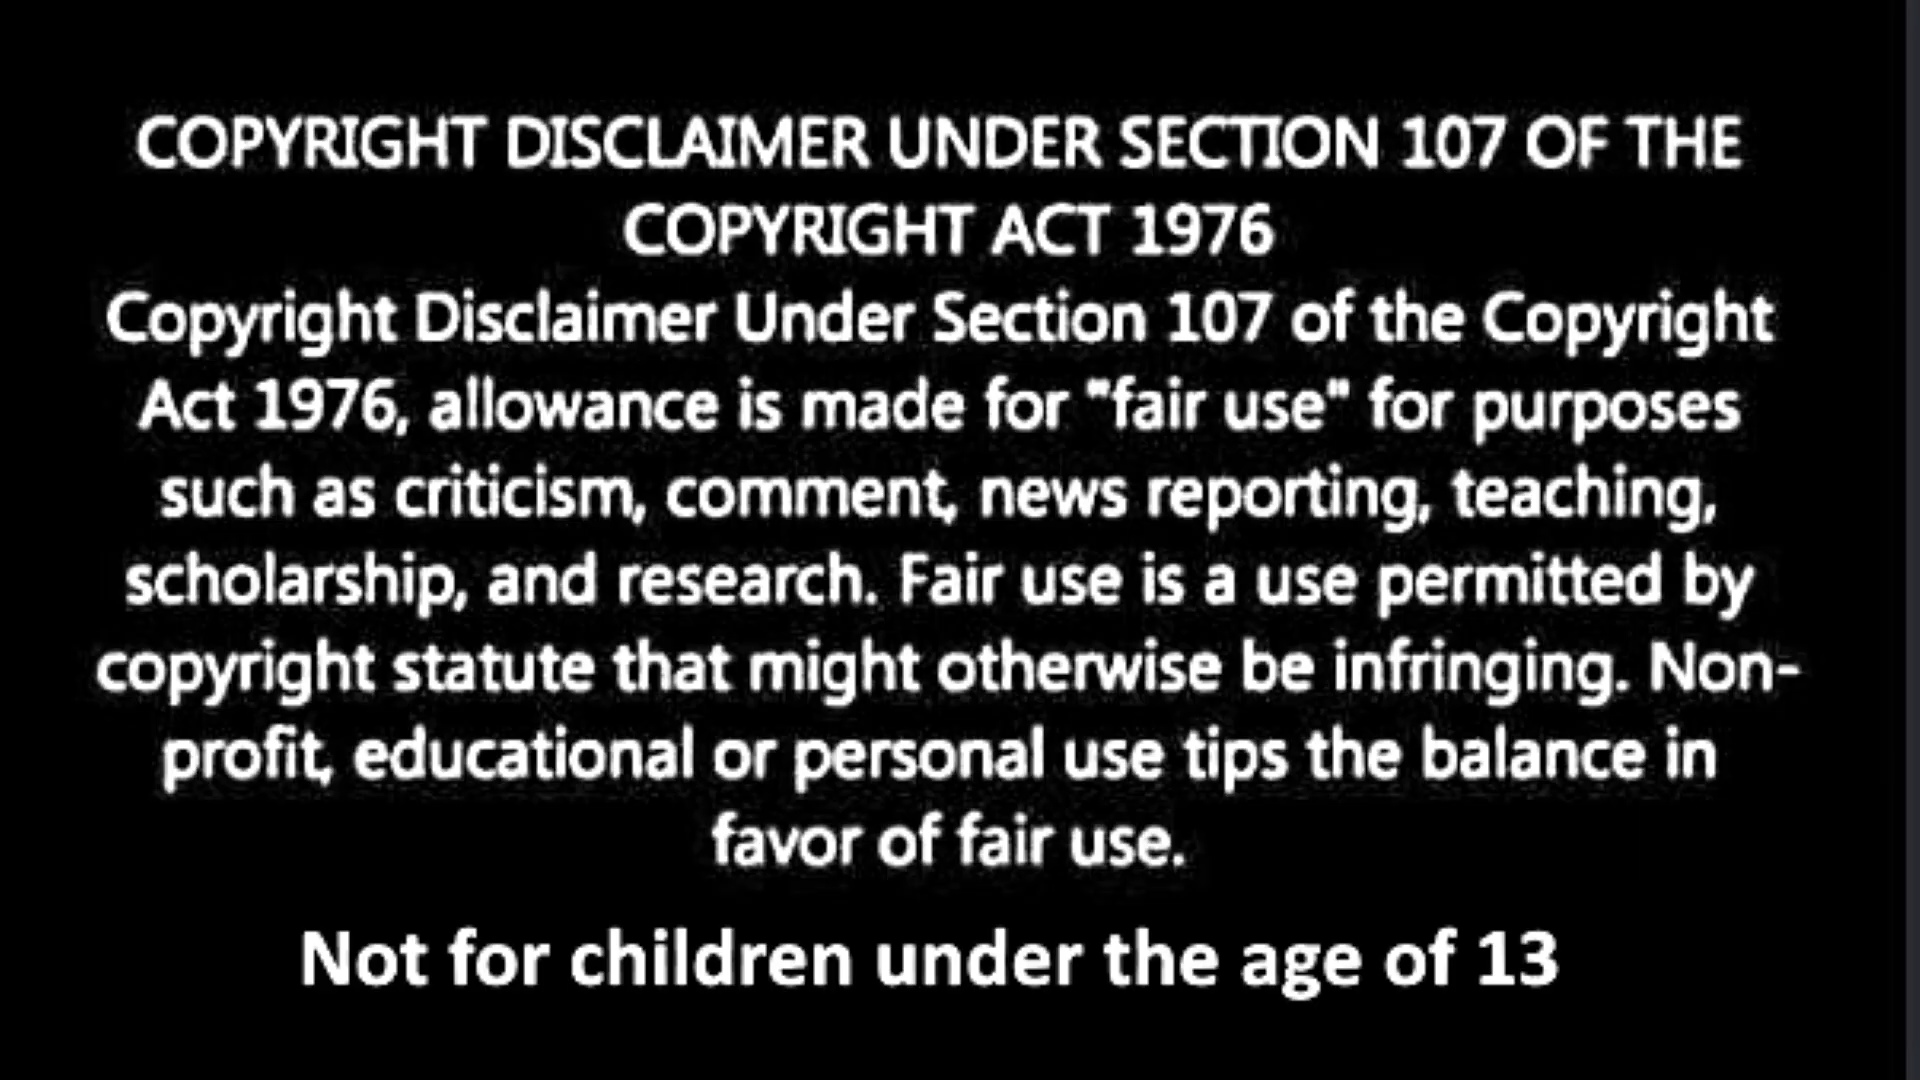 COPYRIGHT DISCLAIMER UNDER SECTION 107 OF THE
COPYRIGHT ACT 1976
Copyright Disclaimer Under Section 107 of the Copyright
Act 1976, allowance is made for "fair use" for purposes
such as criticism, comment, news reporting, teaching,
scholarship, and research. Fair use is a use permitted by
copyright statute that might otherwise be infringing. Non-
profit, educational or personal use tips the balance in
favor of fair use.
Not for children under the age of 13